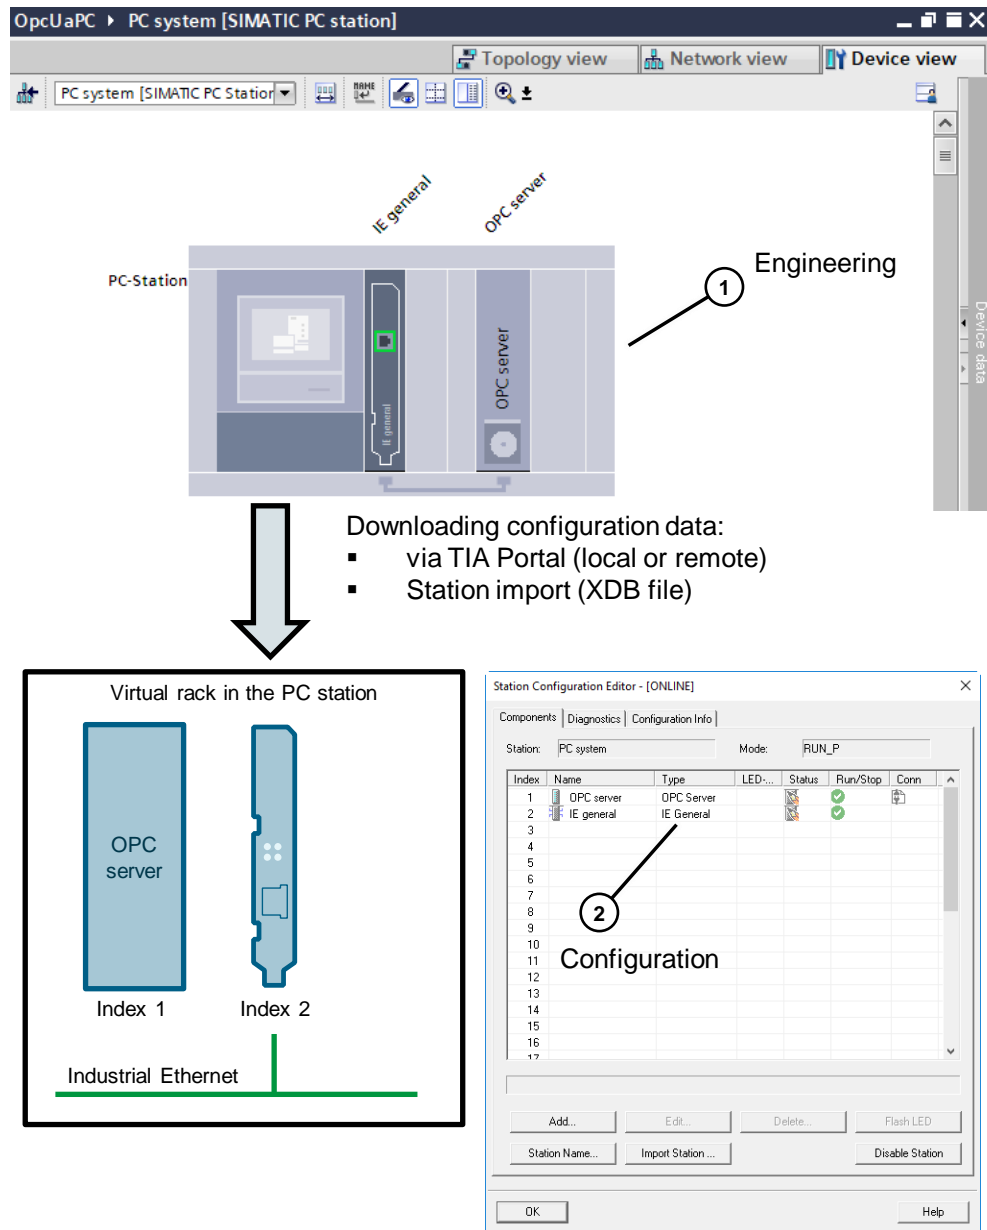 OpcUaPC ▸ PC system [SIMATIC PC station]
Topology view
Network view
Device view
PC system [SIMATIC PC Station
NAME
IE general
OPC server
PC-Station
OPC server
IE general
1
Engineering
Device data
Downloading configuration data:
▪ via TIA Portal (local or remote)
▪ Station import (XDB file)
Virtual rack in the PC station
OPC
server
Index 1
Index 2
Industrial Ethernet
Station Configuration Editor - [ONLINE]
Components Diagnostics Configuration Info
Station: PC system Mode: RUN_P
Index Name Type LED-... Status Run/Stop Conn
1 OPC server OPC Server
2 IE general IE General
3
4
5
6
7
8
9
10
11
12
13
14
15
16
17
2
Configuration
Add... Edit... Delete... Flash LED
Station Name... Import Station ... Disable Station
OK Help